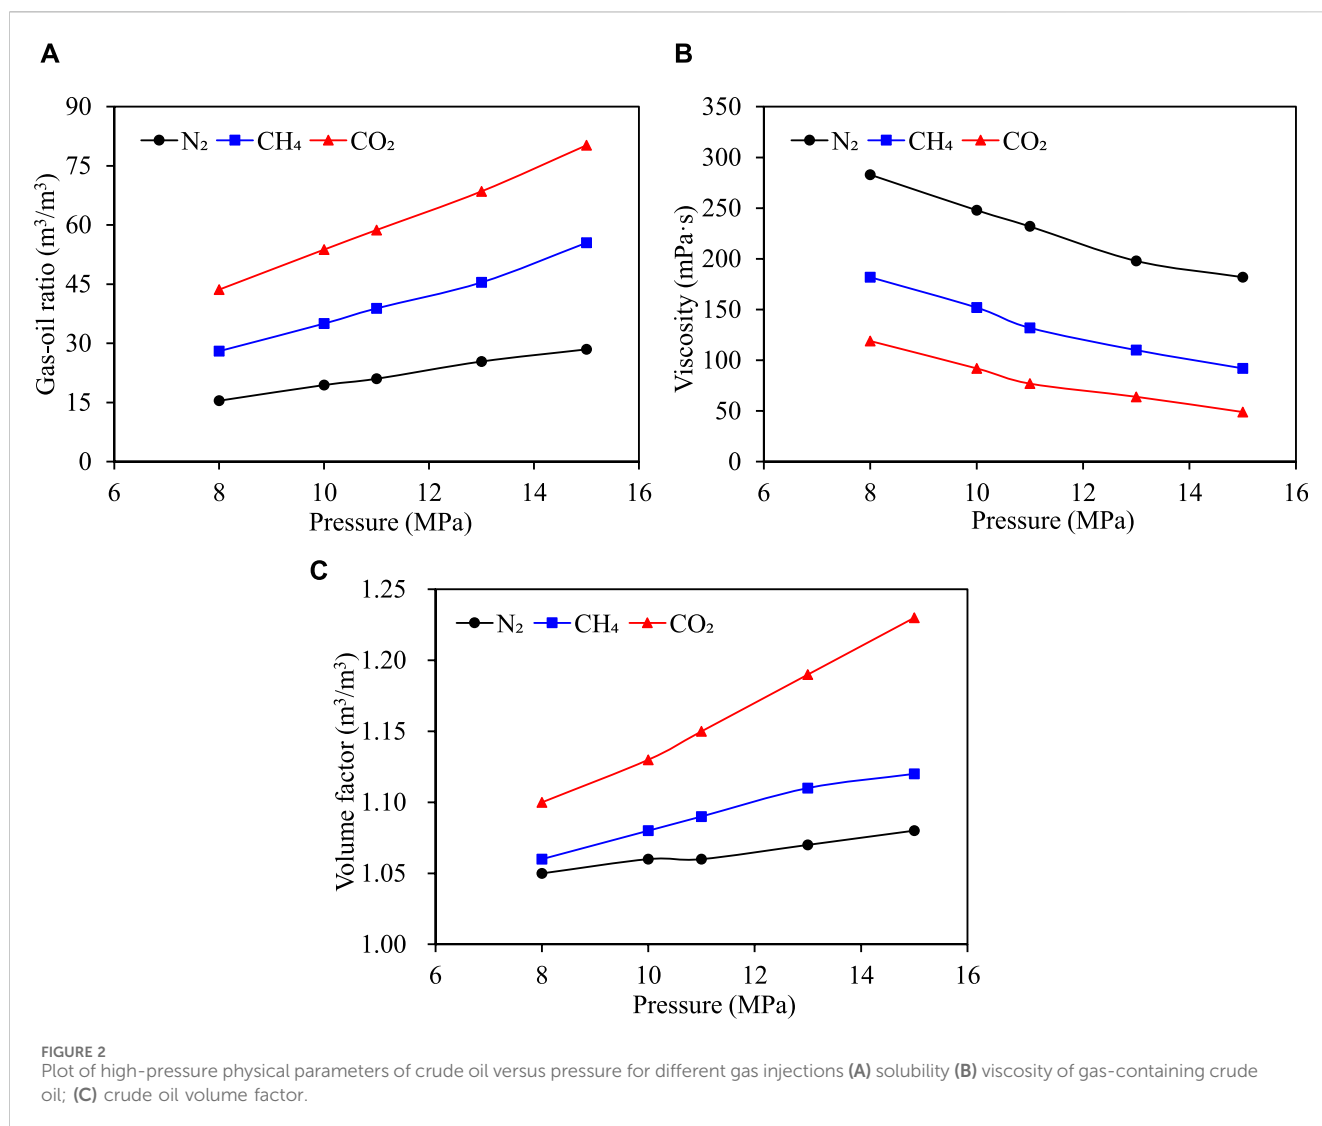 A
90
75
60
45
30
15
0
6 8 10 12 14 16
Gas-oil ratio (m³/m³)
Pressure (MPa)
N₂ CH₄ CO₂
B
350
300
250
200
150
100
50
0
6 8 10 12 14 16
Viscosity (mPa·s)
Pressure (MPa)
N₂ CH₄ CO₂
C
1.25
1.20
1.15
1.10
1.05
1.00
6 8 10 12 14 16
Volume factor (m³/m³)
Pressure (MPa)
N₂ CH₄ CO₂
FIGURE 2
Plot of high-pressure physical parameters of crude oil versus pressure for different gas injections (A) solubility (B) viscosity of gas-containing crude
oil; (C) crude oil volume factor.